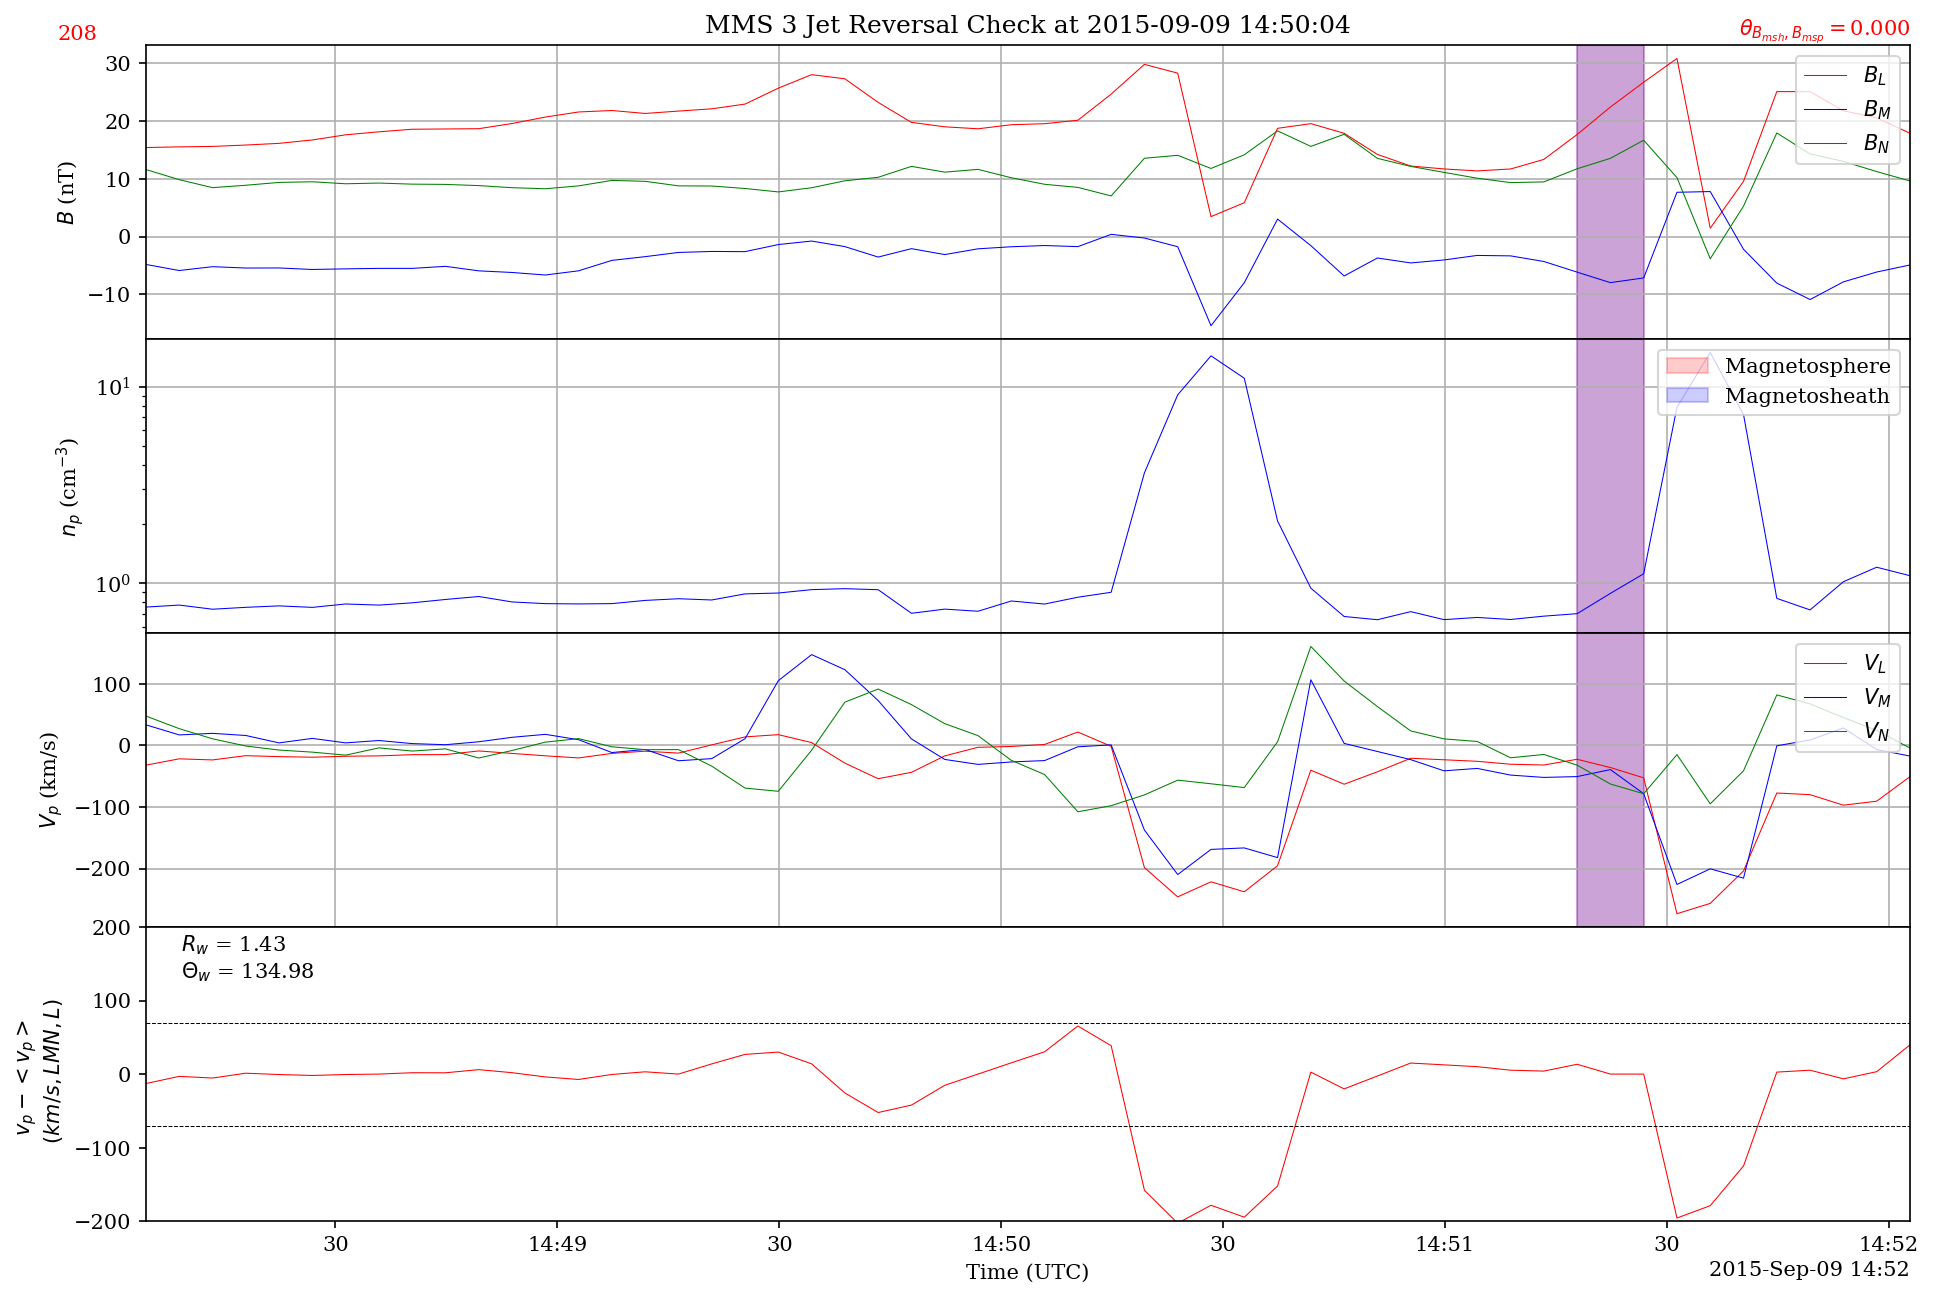 208
MMS 3 Jet Reversal Check at 2015-09-09 14:50:04
θ_{B_{msh}, B_{msp}} = 0.000
30
20
10
0
−10
B (nT)
B_L
B_M
B_N
10^1
10^0
n_p (cm^{−3})
Magnetosphere
Magnetosheath
100
0
−100
−200
V_p (km/s)
V_L
V_M
V_N
200
100
0
−100
−200
v_p − < v_p >
(km/s, LMN, L)
R_w = 1.43
Θ_w = 134.98
30
14:49
30
14:50
30
14:51
30
14:52
Time (UTC)
2015-Sep-09 14:52